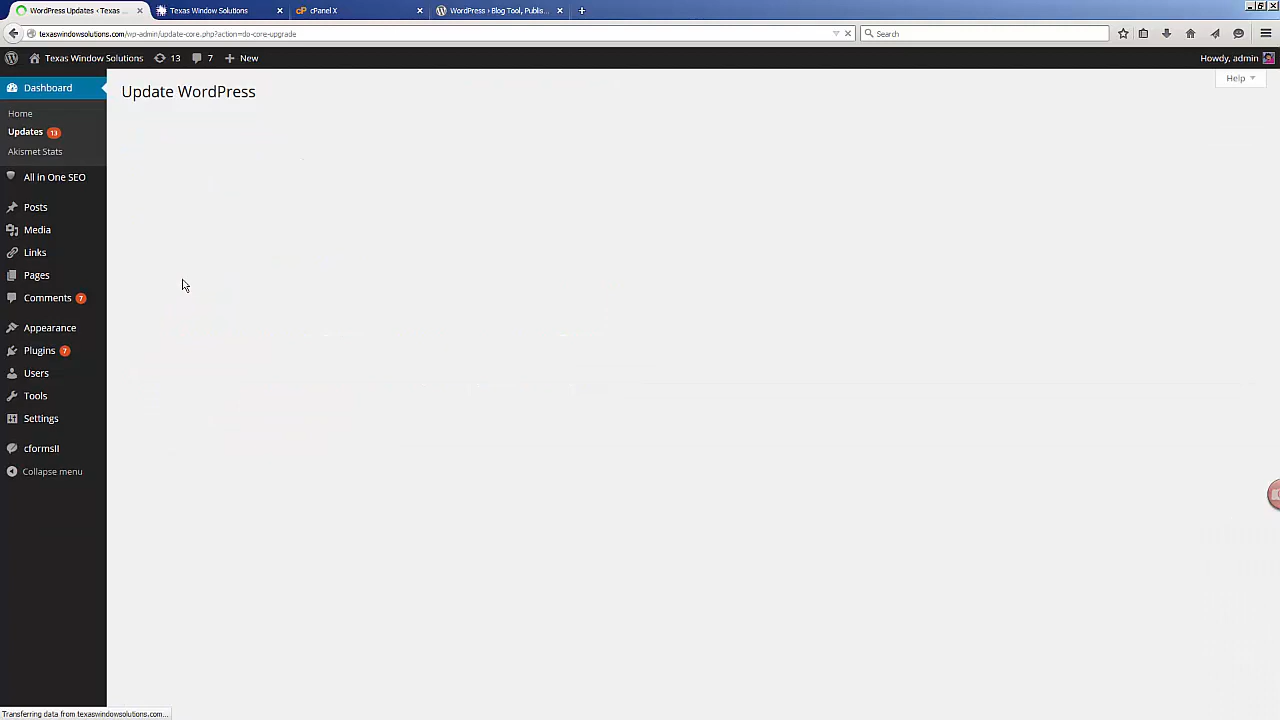 WordPress Updates ‹ Texas ...
Texas Window Solutions
cPanel X
WordPress › Blog Tool, Publis...
texaswindowsolutions.com/wp-admin/update-core.php?action=do-core-upgrade
Search
Texas Window Solutions
13
7
New
Howdy, admin
Help
Dashboard
Home
Updates 13
Akismet Stats
All in One SEO
Posts
Media
Links
Pages
Comments 7
Appearance
Plugins 7
Users
Tools
Settings
cformsII
Collapse menu
Update WordPress
Transferring data from texaswindowsolutions.com...